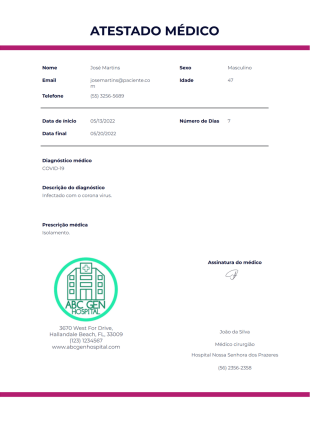 ATESTADO MÉDICO
Nome José Martins Sexo Masculino
Email josemartins@paciente.co
m Idade 47
Telefone (55) 3256-5689
Data de início 05/13/2022 Número de Dias 7
Data final 05/20/2022
Diagnóstico médico
COVID-19
Descrição do diagnóstico
Infectado com o corona vírus.
Prescrição médica
Isolamento.
Assinatura do médico
ABC GEN
HOSPITAL
3670 West For Drive,
Hallandale Beach, FL, 33009
(123) 1234567
www.abcgenhospital.com
João da Silva
Médico cirurgião
Hospital Nossa Senhora dos Prazeres
(56) 2356-2358